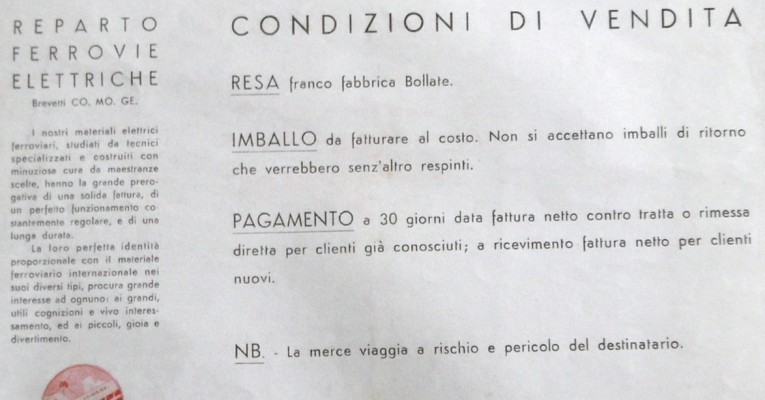 REPARTO
FERROVIE
ELETTRICHE
Brevetti CO. MO. GE.
I nostri materiali elettrici
ferroviari, studiati da tecnici
specializzati e costruiti con
minuziosa cura da maestranze
scelte, hanno la grande prero-
gativa di una solida fattura, di
un perfetto funzionamento co-
stantemente regolare, e di una
lunga durata.
La loro perfetta identità
proporzionale con il materiale
ferroviario internazionale nei
suoi diversi tipi, procura grande
interesse ad ognuno: ai grandi,
utili cognizioni e vivo interes-
samento, ed ai piccoli, gioia e
divertimento.
CONDIZIONI DI VENDITA
RESA franco fabbrica Bollate.
IMBALLO da fatturare al costo. Non si accettano imballi di ritorno
che verrebbero senz'altro respinti.
PAGAMENTO a 30 giorni data fattura netto contro tratta o rimessa
diretta per clienti già conosciuti; a ricevimento fattura netto per clienti
nuovi.
NB. - La merce viaggia a rischio e pericolo del destinatario.